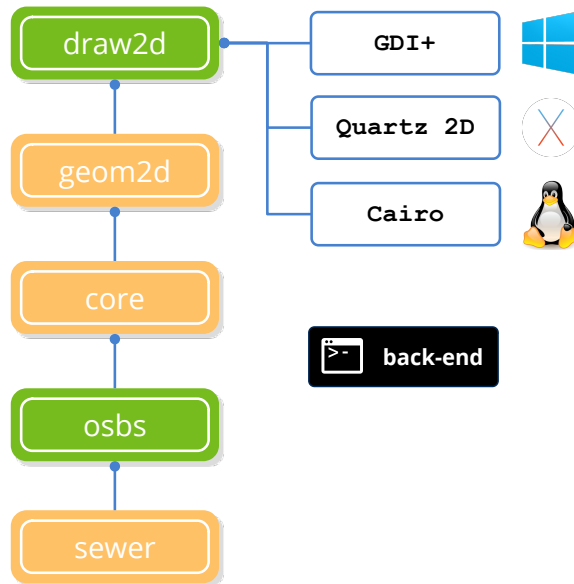 draw2d
GDI+
Quartz 2D
geom2d
Cairo
core
>- back-end
osbs
sewer